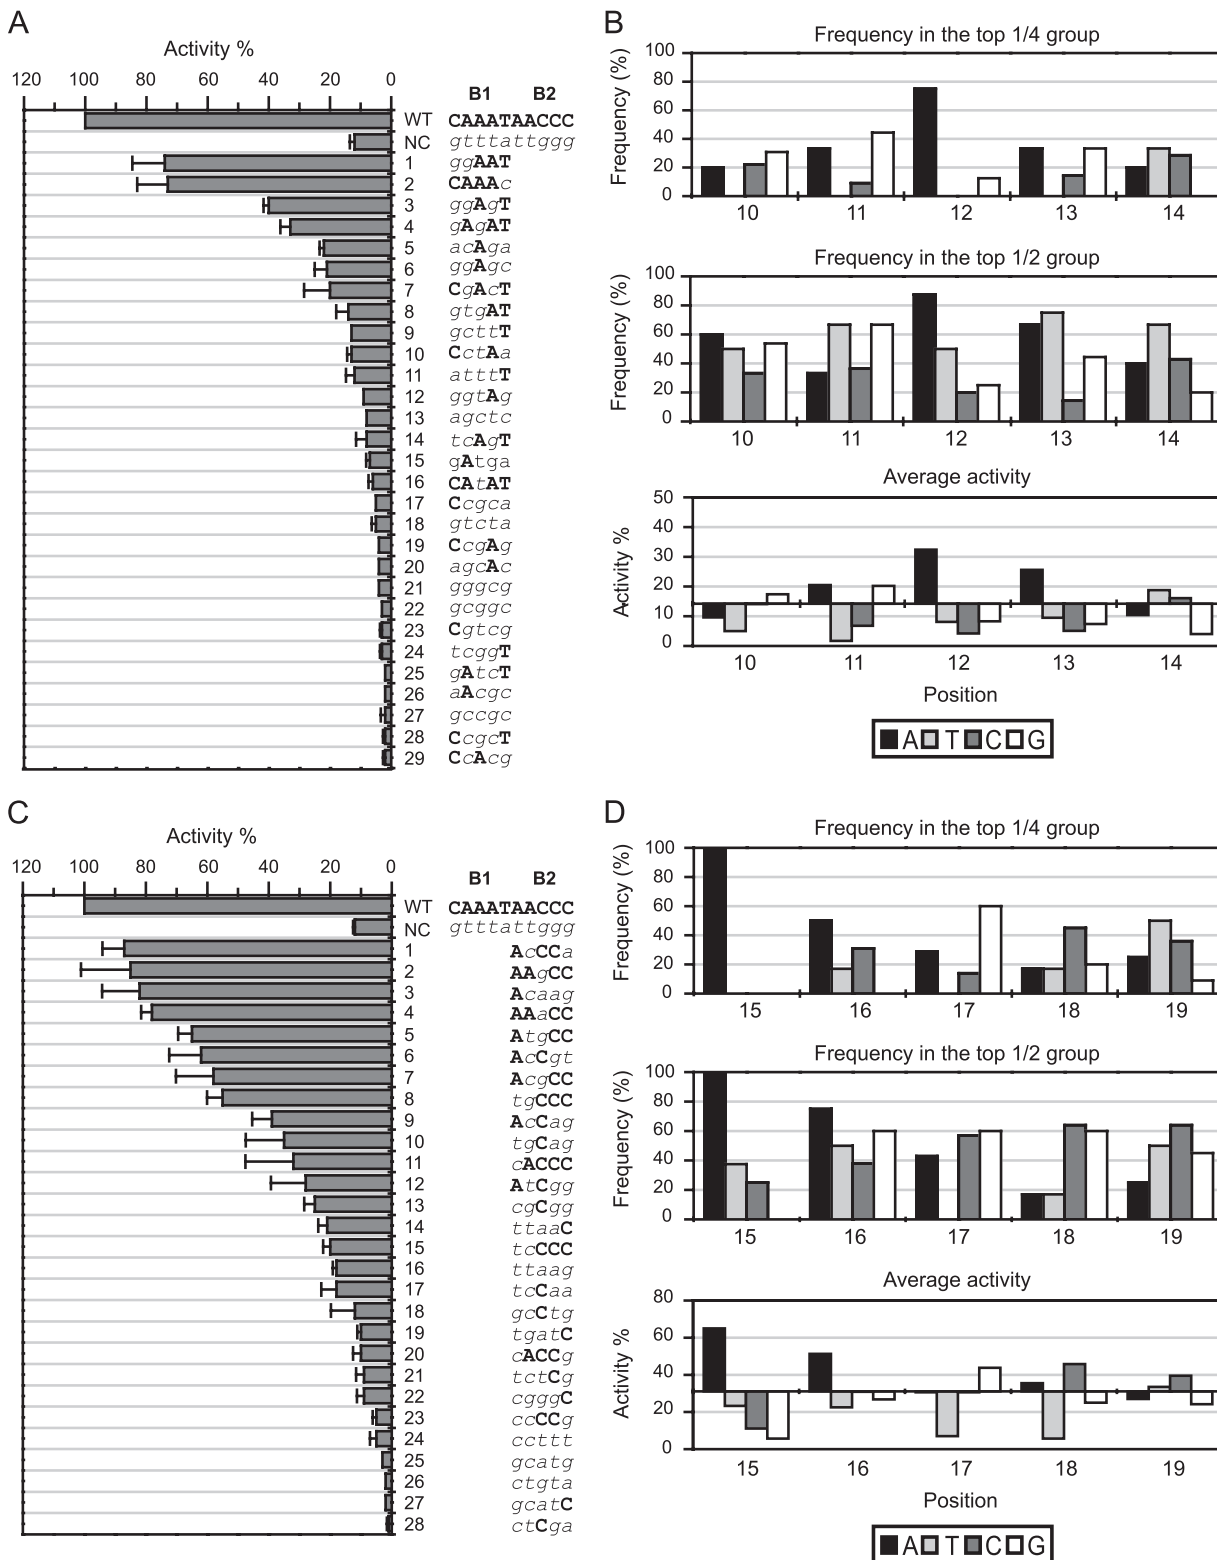 A
Activity %
120 100 80 60 40 20 0
B1 B2
WT CAAATAACCC
NC gtttattggg
1 ggAAT
2 CAAAc
3 ggAgT
4 gAgAT
5 acAga
6 ggAgc
7 CgAcT
8 gtgAT
9 gcttT
10 CctAa
11 atttT
12 ggtAg
13 agctc
14 tcAgT
15 gAtga
16 CAtAT
17 Ccgca
18 gtcta
19 CcgAg
20 agcAc
21 gggcg
22 gcggc
23 Cgtcg
24 tcggT
25 gAtcT
26 aAcgc
27 gccgc
28 CcgcT
29 CcAcg
B
Frequency in the top 1/4 group
Frequency (%)
100
80
60
40
20
0
10 11 12 13 14
Frequency in the top 1/2 group
Frequency (%)
100
80
60
40
20
0
10 11 12 13 14
Average activity
Activity %
50
40
30
20
10
0
10 11 12 13 14
Position
A T C G
C
Activity %
120 100 80 60 40 20 0
B1 B2
WT CAAATAACCC
NC gtttattggg
1 AcCCa
2 AAgCC
3 Acaag
4 AAaCC
5 AtgCC
6 AcCgt
7 AcgCC
8 tgCCC
9 AcCag
10 tgCag
11 cACCC
12 AtCgg
13 cgCgg
14 ttaaC
15 tcCCC
16 ttaag
17 tcCaa
18 gcCtg
19 tgatC
20 cACCg
21 tctCg
22 cgggC
23 ccCCg
24 ccttt
25 gcatg
26 ctgta
27 gcatC
28 ctCga
D
Frequency in the top 1/4 group
Frequency (%)
100
80
60
40
20
0
15 16 17 18 19
Frequency in the top 1/2 group
Frequency (%)
100
80
60
40
20
0
15 16 17 18 19
Average activity
Activity %
80
60
40
20
0
15 16 17 18 19
Position
A T C G